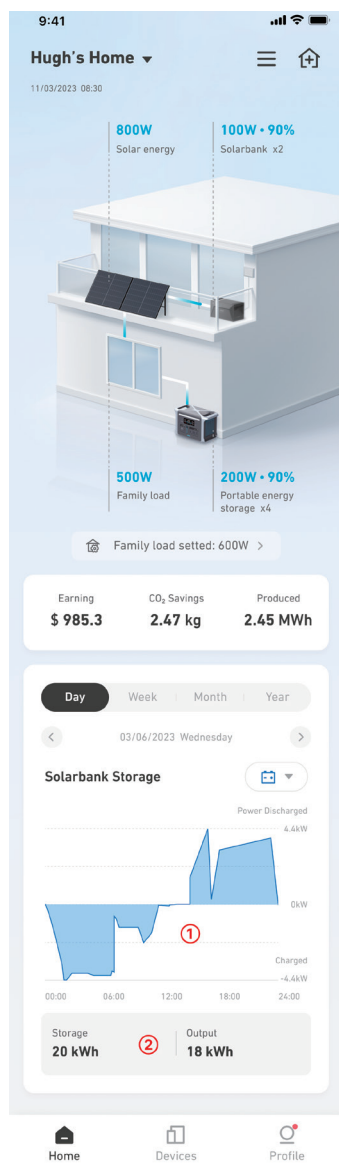 9:41
Hugh's Home
11/03/2023 08:30
800W
Solar energy
100W • 90%
Solarbank x2
500W
Family load
200W • 90%
Portable energy
storage x4
Family load setted: 600W >
Earning
$ 985.3
CO₂ Savings
2.47 kg
Produced
2.45 MWh
Day
Week
Month
Year
03/06/2023 Wednesday
Solarbank Storage
Power Discharged
4.4kW
0kW
①
Charged
-4.4kW
00:00
06:00
12:00
18:00
24:00
Storage
20 kWh
②
Output
18 kWh
Home
Devices
Profile